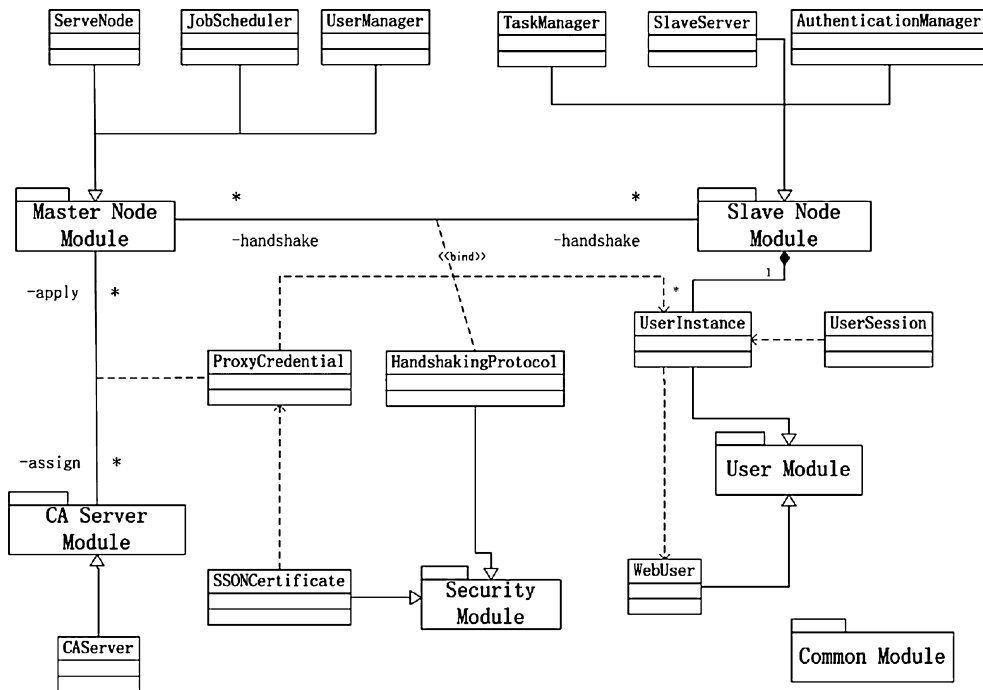 ServeNode
JobScheduler
UserManager
TaskManager
SlaveServer
AuthenticationManager
Master Node
Module
*
*
Slave Node
Module
-handshake
-handshake
<<bind>>
1
-apply
*
*
UserInstance
UserSession
ProxyCredential
HandshakingProtocol
-assign
*
User Module
CA Server
Module
SSONCertificate
Security
Module
WebUser
CAServer
Common Module